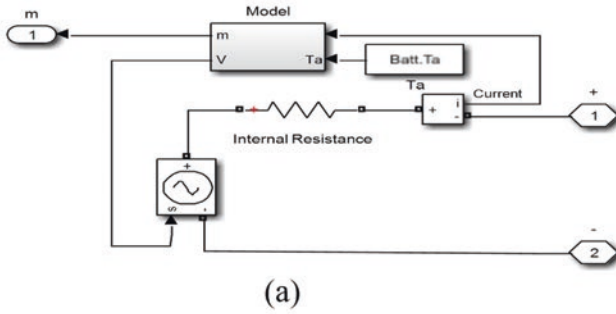 Model
m
1
m
V
Ta
Batt.Ta
Ta
Current
+
i
-
+
1
+
Internal Resistance
+
s
-
-
2
(a)